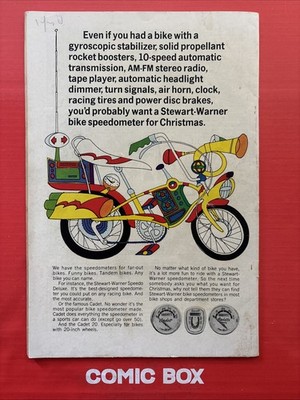 Even if you had a bike with a
gyroscopic stabilizer, solid propellant
rocket boosters, 10-speed automatic
transmission, AM-FM stereo radio,
tape player, automatic headlight
dimmer, turn signals, air horn, clock,
racing tires and power disc brakes,
you'd probably want a Stewart-Warner
bike speedometer for Christmas.
We have the speedometers for far-out
bikes. Funny bikes. Tandem bikes. Any
bike you can name.
For instance, the Stewart-Warner Speedo
Deluxe. It's the best-designed speedome-
ter you could put on any racing bike. And
the most accurate.
Or the famous Cadet. No wonder it's the
most popular bike speedometer made.
Cadet does everything the speedometer in
a sports car can do (except go over 50).
And the Cadet 20. Especially for bikes
with 20-inch wheels.
No matter what kind of bike you have,
it's a lot more fun to ride with a Stewart-
Warner speedometer. So the next time
somebody asks you what you want for
Christmas, why not tell them they can find
Stewart-Warner bike speedometers in most
bike shops and department stores?
COMIC BOX